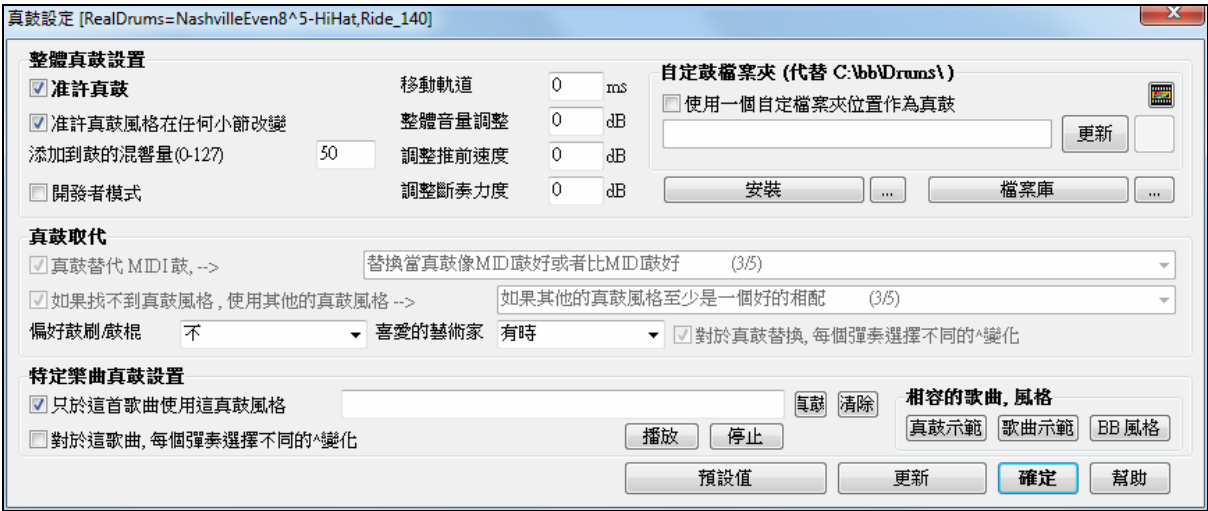 真鼓設定 [RealDrums=NashvilleEven8^5-HiHat,Ride_140]
整體真鼓設置
准許真鼓
准許真鼓風格在任何小節改變
添加到鼓的混響量(0-127) 50
開發者模式
移動軌道 0 ms
整體音量調整 0 dB
調整推前速度 0 dB
調整斷奏力度 0 dB
自定鼓檔案夾 (代替 C:\bb\Drums\ )
使用一個自定檔案夾位置作為真鼓
更新
安裝 ... 檔案庫 ...
真鼓取代
真鼓替代 MIDI 鼓, --> 替換當真鼓像MIDI鼓好或者比MIDI鼓好 (3/5)
如果找不到真鼓風格 , 使用其他的真鼓風格 --> 如果其他的真鼓風格至少是一個好的相配 (3/5)
偏好鼓刷/鼓棍 不 喜愛的藝術家 有時 對於真鼓替換, 每個彈奏選擇不同的^變化
特定樂曲真鼓設置
只於這首歌曲使用這真鼓風格 真鼓 清除
對於這歌曲, 每個彈奏選擇不同的^變化 播放 停止
相容的歌曲, 風格
真鼓示範 歌曲示範 BB 風格
預設值 更新 確定 幫助